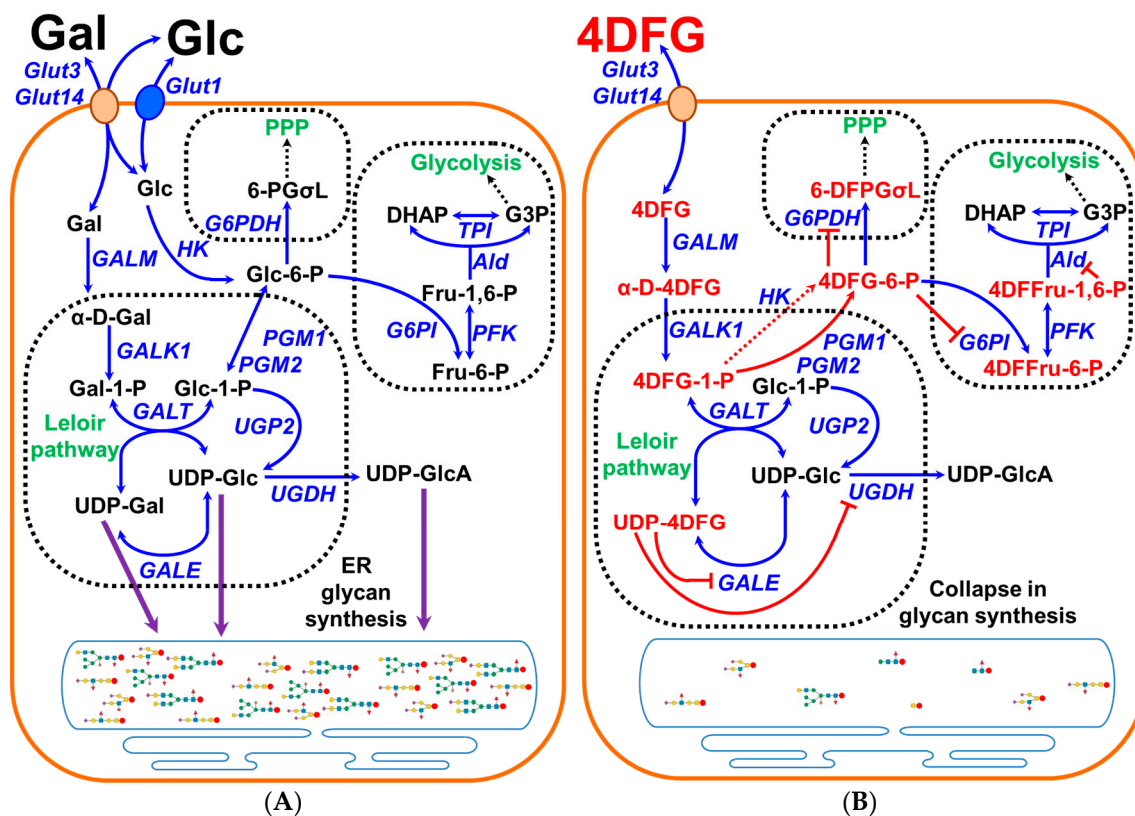 Gal Glc
Glut3
Glut14
Glut1
PPP
6-PGσL
G6PDH
Glycolysis
DHAP
G3P
TPI
Ald
Fru-1,6-P
PFK
Fru-6-P
Glc
Gal
HK
GALM
Glc-6-P
G6PI
α-D-Gal
PGM1
PGM2
GALK1
Gal-1-P
Glc-1-P
GALT
UGP2
Leloir
pathway
UDP-Glc
UDP-GlcA
UGDH
UDP-Gal
GALE
ER
glycan
synthesis
(A)
4DFG
Glut3
Glut14
PPP
6-DFPGσL
G6PDH
Glycolysis
DHAP
G3P
TPI
Ald
4DFFru-1,6-P
PFK
4DFFru-6-P
4DFG
GALM
α-D-4DFG
HK
4DFG-6-P
G6PI
GALK1
PGM1
PGM2
4DFG-1-P
Glc-1-P
GALT
UGP2
Leloir
pathway
UDP-Glc
UDP-GlcA
UGDH
UDP-4DFG
GALE
Collapse in
glycan synthesis
(B)